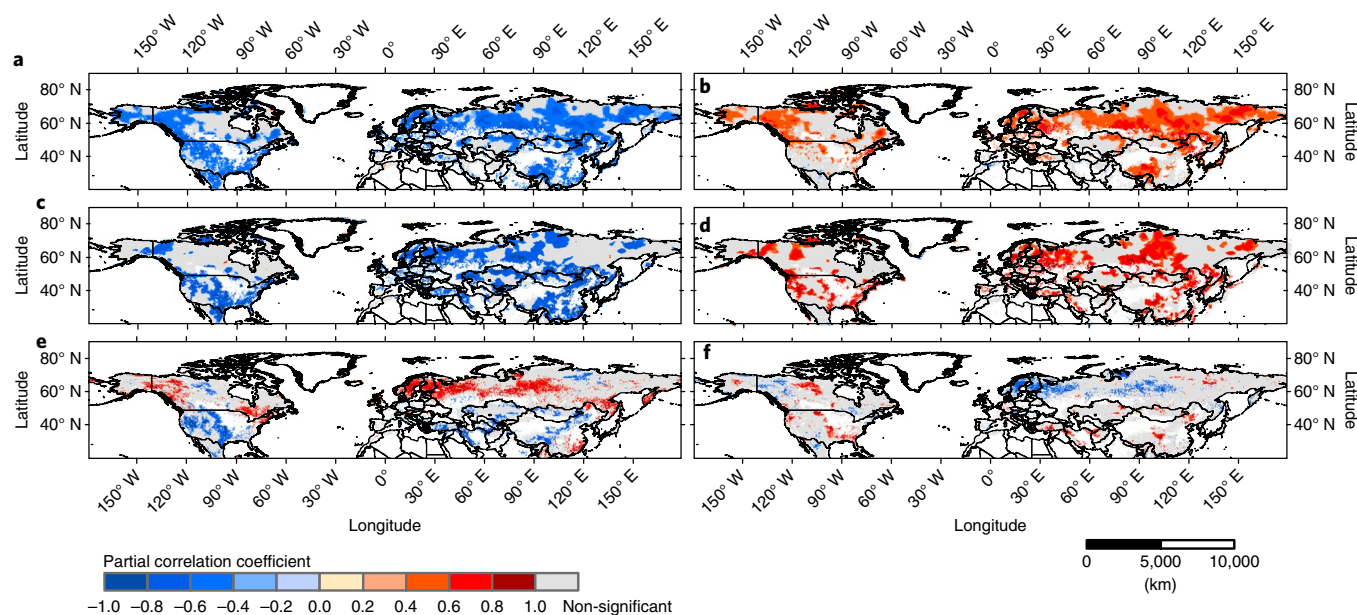 150° W 120° W 90° W 60° W 30° W 0° 30° E 60° E 90° E 120° E 150° E 150° W 120° W 90° W 60° W 30° W 0° 30° E 60° E 90° E 120° E 150° E
a
b
80° N 60° N 40° N Latitude
80° N 60° N 40° N Latitude
c
d
80° N 60° N 40° N Latitude
80° N 60° N 40° N Latitude
e
f
80° N 60° N 40° N Latitude
80° N 60° N 40° N Latitude
150° W 120° W 90° W 60° W 30° W 0° 30° E 60° E 90° E 120° E 150° E 150° W 120° W 90° W 60° W 30° W 0° 30° E 60° E 90° E 120° E 150° E
Longitude Longitude
Partial correlation coefficient
−1.0 −0.8 −0.6 −0.4 −0.2 0.0 0.2 0.4 0.6 0.8 1.0 Non-significant
0 5,000 10,000
(km)